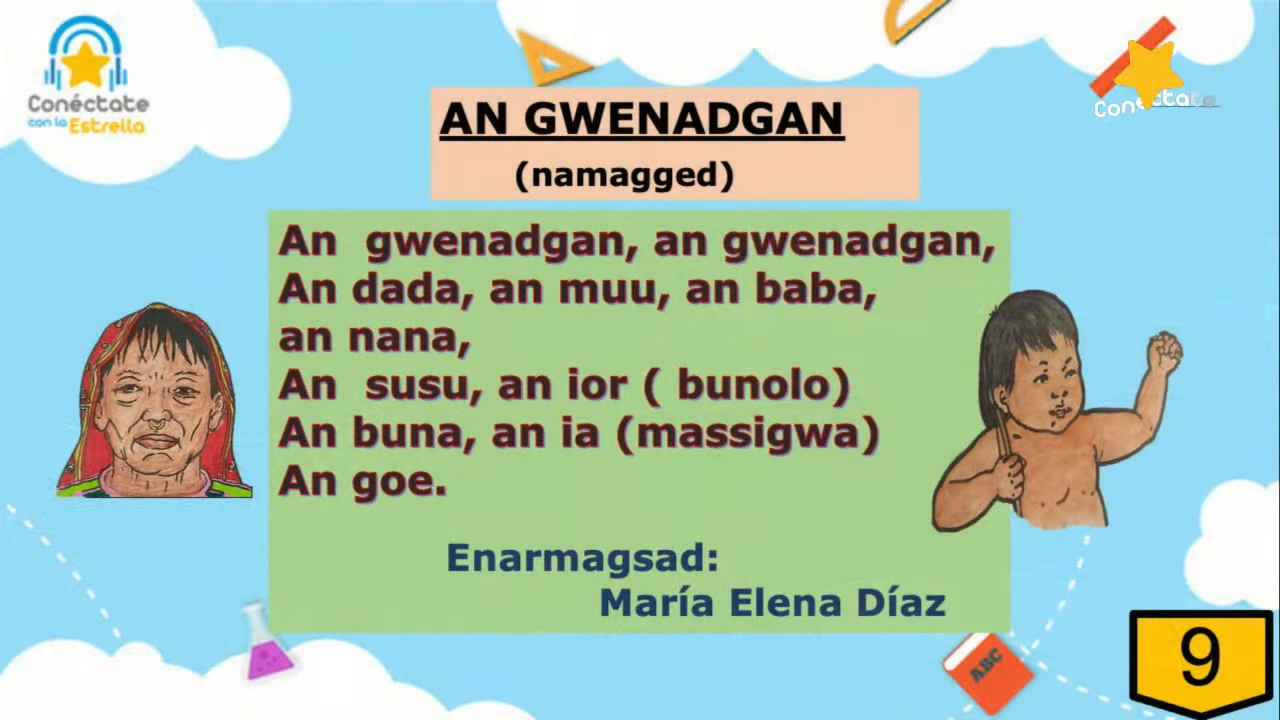 Conéctate
con la Estrella
Conéctate
AN GWENADGAN
(namagged)
An gwenadgan, an gwenadgan,
An dada, an muu, an baba,
an nana,
An susu, an ior ( bunolo)
An buna, an ia (massigwa)
An goe.
Enarmagsad:
María Elena Díaz
ABC
9